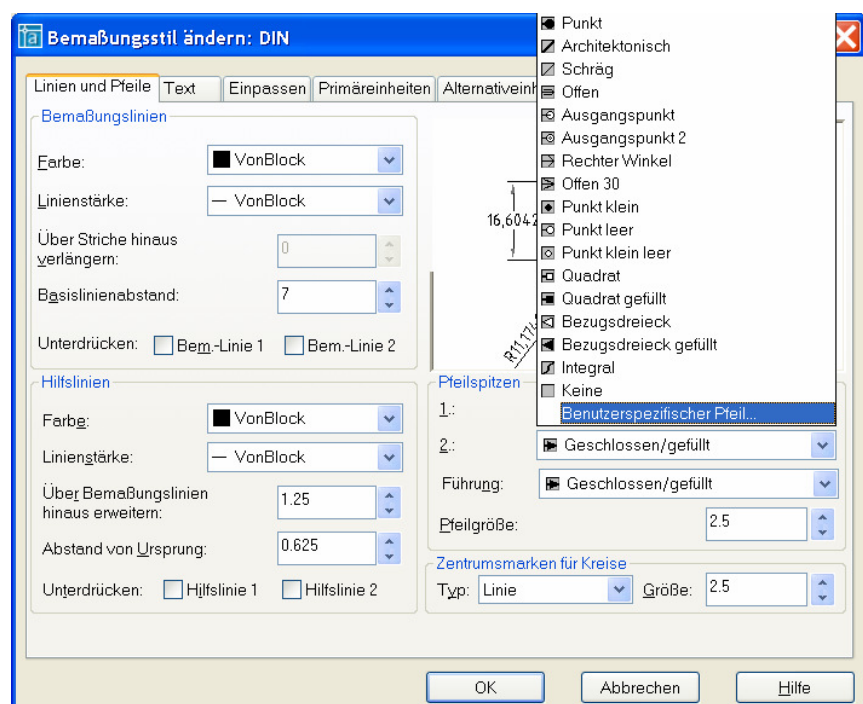 Bemaßungsstil ändern: DIN
Linien und Pfeile Text Einpassen Primäreinheiten
Bemaßungslinien
Farbe: VonBlock
Linienstärke: VonBlock
Über Striche hinaus
verlängern: 0
Basislinienabstand: 7
Unterdrücken: Bem.-Linie 1 Bem.-Linie 2
Hilfslinien
Farbe: VonBlock
Linienstärke: VonBlock
Über Bemaßungslinien
hinaus erweitern: 1.25
Abstand von Ursprung: 0.625
Unterdrücken: Hilfslinie 1 Hilfslinie 2
Punkt
Architektonisch
Schräg
Offen
Ausgangspunkt
Ausgangspunkt 2
Rechter Winkel
Offen 30
Punkt klein
Punkt leer
Punkt klein leer
Quadrat
Quadrat gefüllt
Bezugsdreieck
Bezugsdreieck gefüllt
Integral
Keine
Benutzerspezifischer Pfeil...
Pfeilspitzen
1.:
2.: Geschlossen/gefüllt
Führung: Geschlossen/gefüllt
Pfeilgröße: 2.5
Zentrumsmarken für Kreise
Typ: Linie Größe: 2.5
OK Abbrechen Hilfe